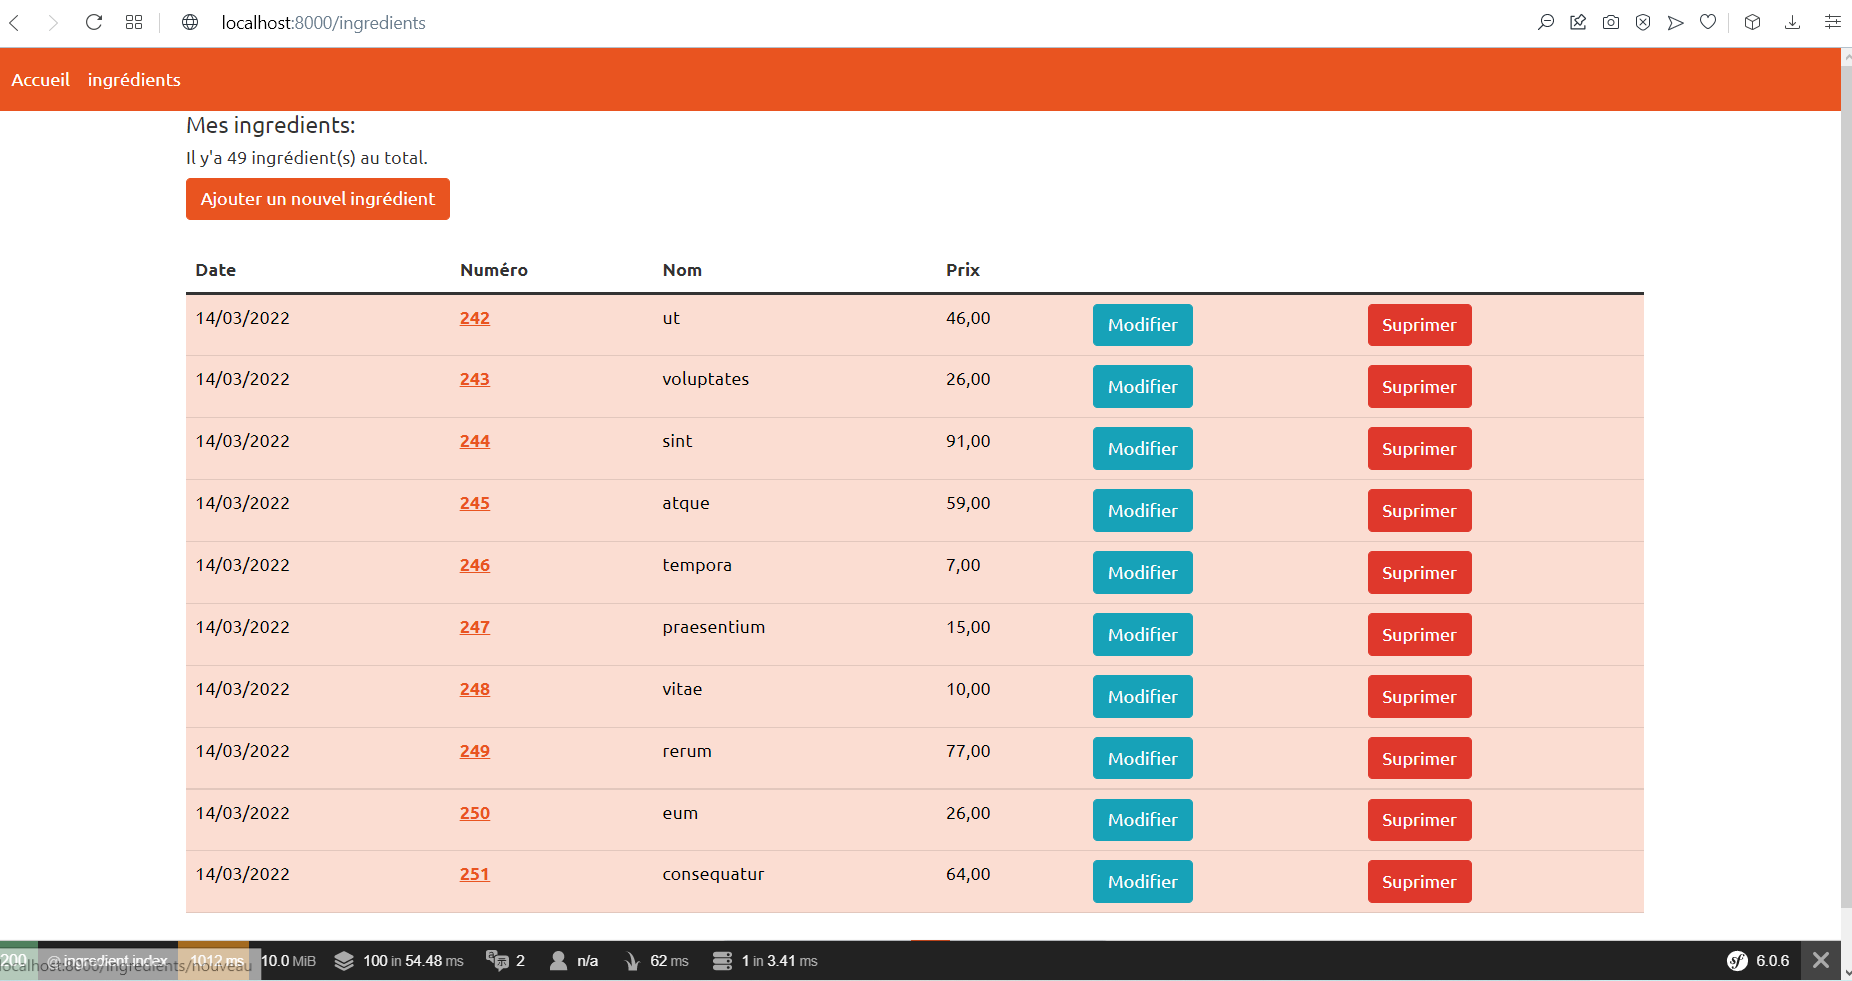 localhost:8000/ingredients
Accueil ingrédients
Mes ingredients:
Il y'a 49 ingrédient(s) au total.
Ajouter un nouvel ingrédient
Date Numéro Nom Prix
14/03/2022 242 ut 46,00 Modifier Suprimer
14/03/2022 243 voluptates 26,00 Modifier Suprimer
14/03/2022 244 sint 91,00 Modifier Suprimer
14/03/2022 245 atque 59,00 Modifier Suprimer
14/03/2022 246 tempora 7,00 Modifier Suprimer
14/03/2022 247 praesentium 15,00 Modifier Suprimer
14/03/2022 248 vitae 10,00 Modifier Suprimer
14/03/2022 249 rerum 77,00 Modifier Suprimer
14/03/2022 250 eum 26,00 Modifier Suprimer
14/03/2022 251 consequatur 64,00 Modifier Suprimer
200 @ ingredient.index 1012 ms 10.0 MiB 100 in 54.48 ms 2 n/a 62 ms 1 in 3.41 ms sf 6.0.6
localhost:8000/ingredients/nouveau